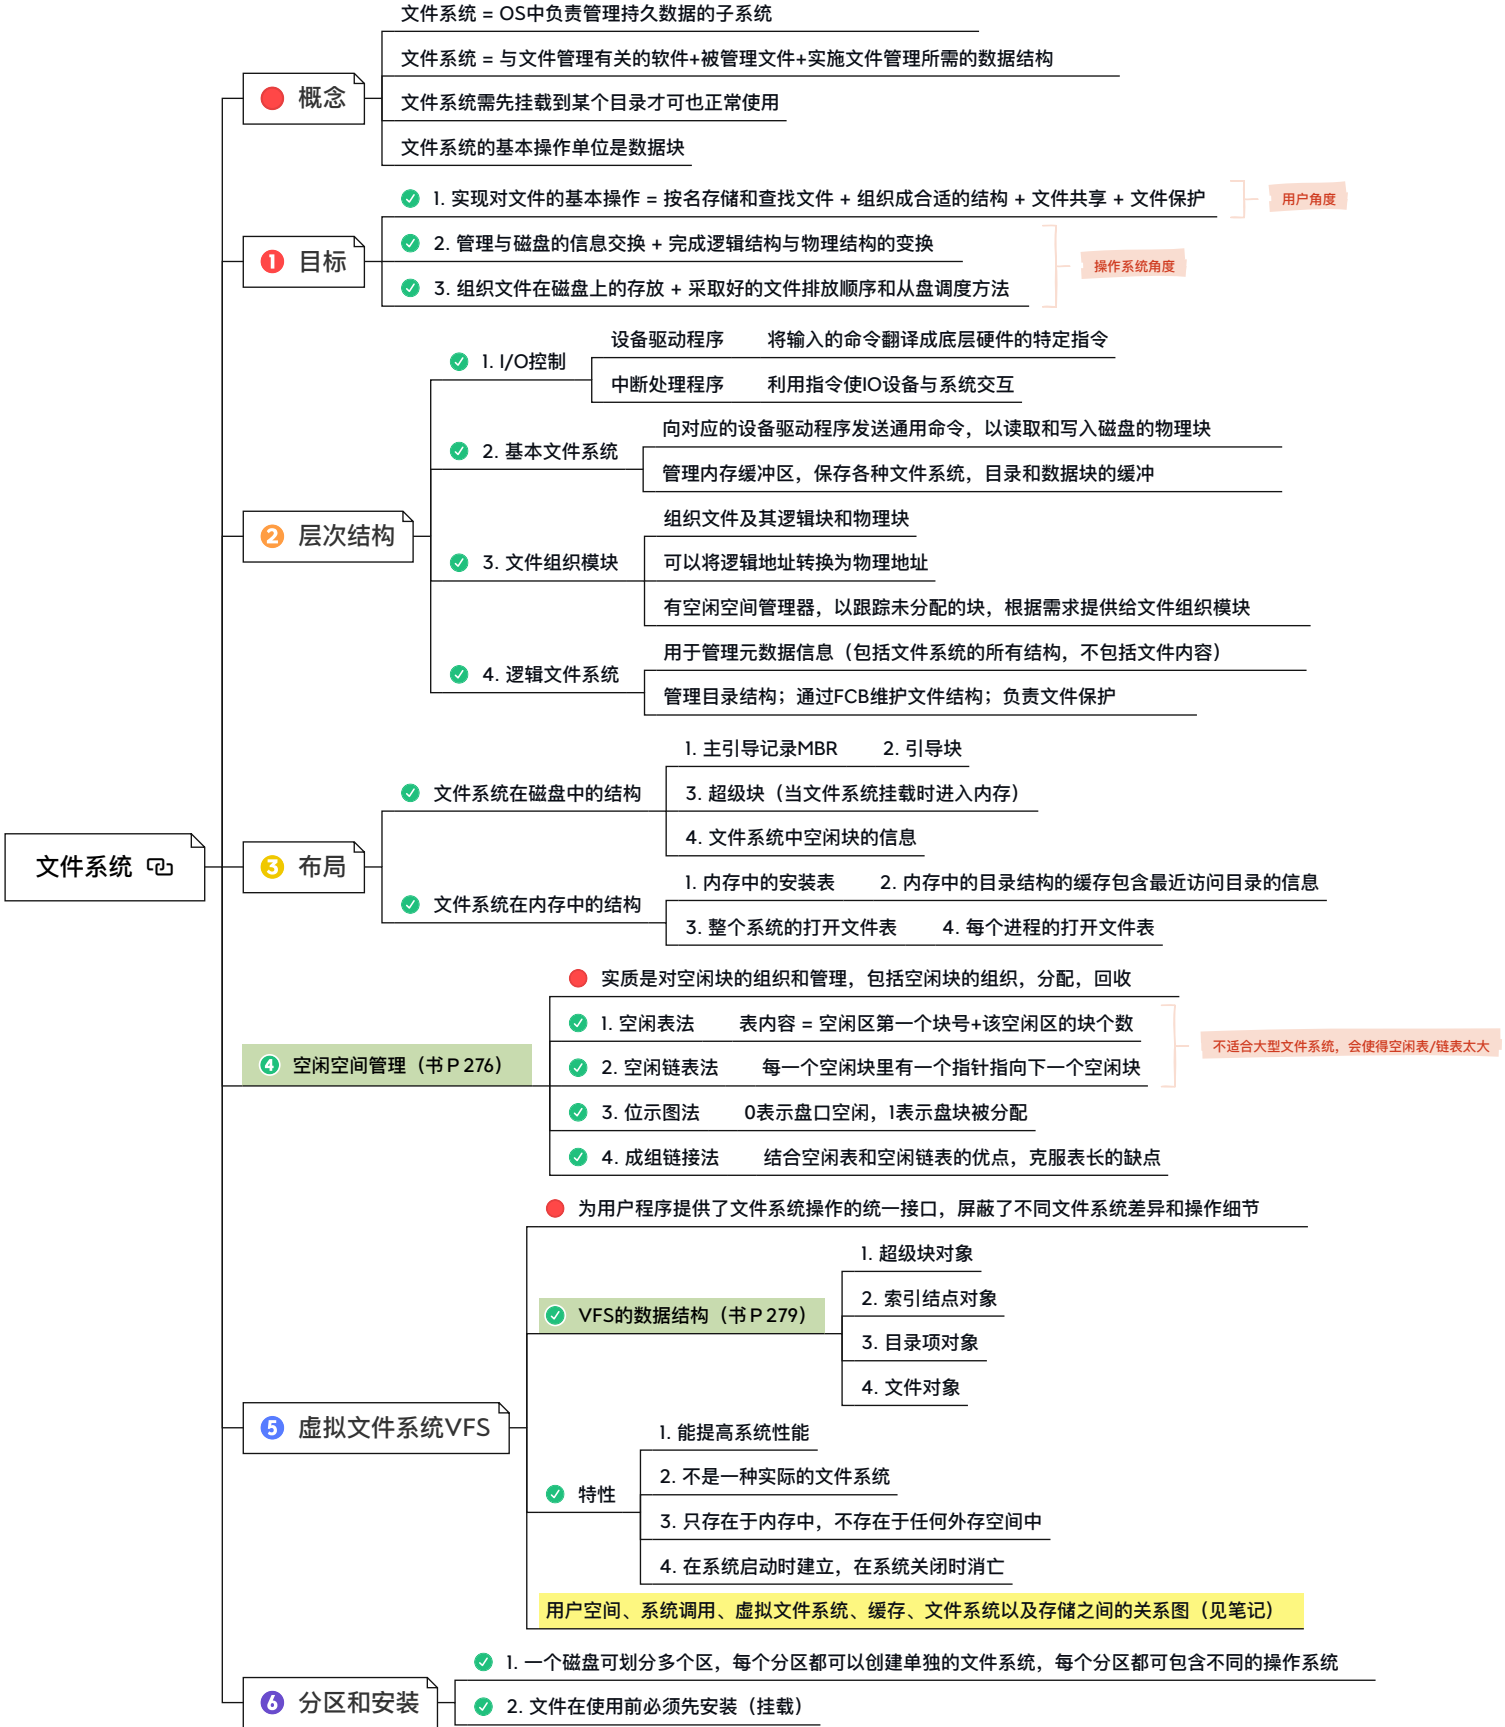 文件系统
概念
文件系统 = OS中负责管理持久数据的子系统
文件系统 = 与文件管理有关的软件+被管理文件+实施文件管理所需的数据结构
文件系统需先挂载到某个目录才可也正常使用
文件系统的基本操作单位是数据块
1 目标
1. 实现对文件的基本操作 = 按名存储和查找文件 + 组织成合适的结构 + 文件共享 + 文件保护
用户角度
2. 管理与磁盘的信息交换 + 完成逻辑结构与物理结构的变换
3. 组织文件在磁盘上的存放 + 采取好的文件排放顺序和从盘调度方法
操作系统角度
2 层次结构
1. I/O控制
设备驱动程序 将输入的命令翻译成底层硬件的特定指令
中断处理程序 利用指令使IO设备与系统交互
2. 基本文件系统
向对应的设备驱动程序发送通用命令，以读取和写入磁盘的物理块
管理内存缓冲区，保存各种文件系统，目录和数据块的缓冲
3. 文件组织模块
组织文件及其逻辑块和物理块
可以将逻辑地址转换为物理地址
有空闲空间管理器，以跟踪未分配的块，根据需求提供给文件组织模块
4. 逻辑文件系统
用于管理元数据信息（包括文件系统的所有结构，不包括文件内容）
管理目录结构；通过FCB维护文件结构；负责文件保护
3 布局
文件系统在磁盘中的结构
1. 主引导记录MBR 2. 引导块
3. 超级块（当文件系统挂载时进入内存）
4. 文件系统中空闲块的信息
文件系统在内存中的结构
1. 内存中的安装表 2. 内存中的目录结构的缓存包含最近访问目录的信息
3. 整个系统的打开文件表 4. 每个进程的打开文件表
4 空闲空间管理（书 P 276）
实质是对空闲块的组织和管理，包括空闲块的组织，分配，回收
1. 空闲表法 表内容 = 空闲区第一个块号+该空闲区的块个数
2. 空闲链表法 每一个空闲块里有一个指针指向下一个空闲块
不适合大型文件系统，会使得空闲表/链表太大
3. 位示图法 0表示盘口空闲，1表示盘块被分配
4. 成组链接法 结合空闲表和空闲链表的优点，克服表长的缺点
5 虚拟文件系统VFS
为用户程序提供了文件系统操作的统一接口，屏蔽了不同文件系统差异和操作细节
VFS的数据结构（书 P 279）
1. 超级块对象
2. 索引结点对象
3. 目录项对象
4. 文件对象
特性
1. 能提高系统性能
2. 不是一种实际的文件系统
3. 只存在于内存中，不存在于任何外存空间中
4. 在系统启动时建立，在系统关闭时消亡
用户空间、系统调用、虚拟文件系统、缓存、文件系统以及存储之间的关系图（见笔记）
6 分区和安装
1. 一个磁盘可划分多个区，每个分区都可以创建单独的文件系统，每个分区都可包含不同的操作系统
2. 文件在使用前必须先安装（挂载）